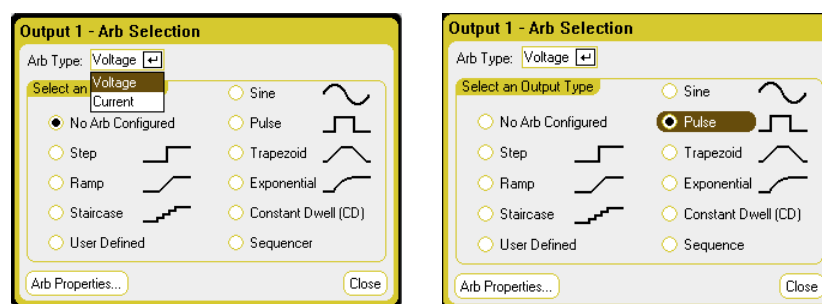 Output 1 - Arb Selection
Arb Type: Voltage
Voltage
Current
Select an
Sine
No Arb Configured
Pulse
Step
Trapezoid
Ramp
Exponential
Staircase
Constant Dwell (CD)
User Defined
Sequencer
Arb Properties...
Close
Output 1 - Arb Selection
Arb Type: Voltage
Select an Output Type
Sine
No Arb Configured
Pulse
Step
Trapezoid
Ramp
Exponential
Staircase
Constant Dwell (CD)
User Defined
Sequence
Arb Properties...
Close